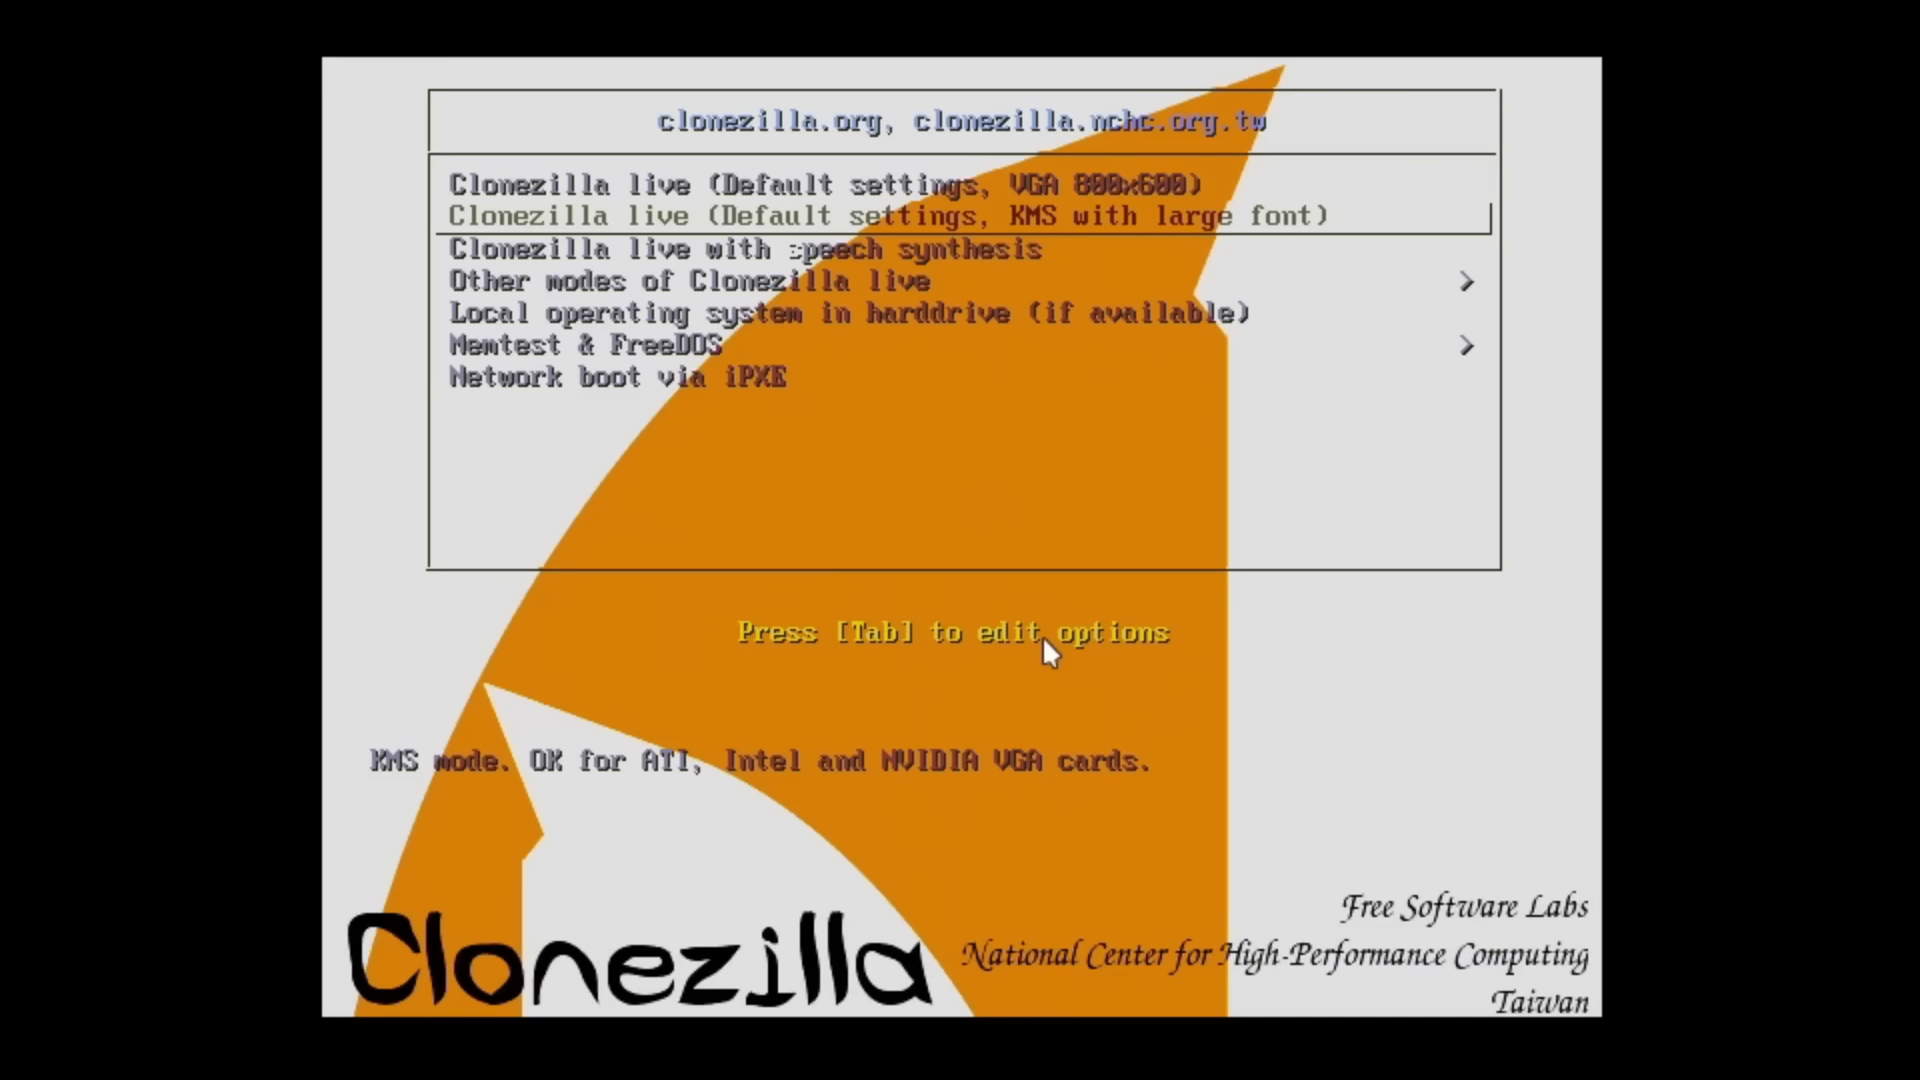 clonezilla.org, clonezilla.nchc.org.tw
Clonezilla live (Default settings, VGA 800x600)
Clonezilla live (Default settings, KMS with large font)
Clonezilla live with speech synthesis
Other modes of Clonezilla live >
Local operating system in harddrive (if available)
Memtest & FreeDOS >
Network boot via iPXE
Press [Tab] to edit options
KMS mode. OK for ATI, Intel and NVIDIA VGA cards.
Clonezilla
Free Software Labs
National Center for High-Performance Computing
Taiwan